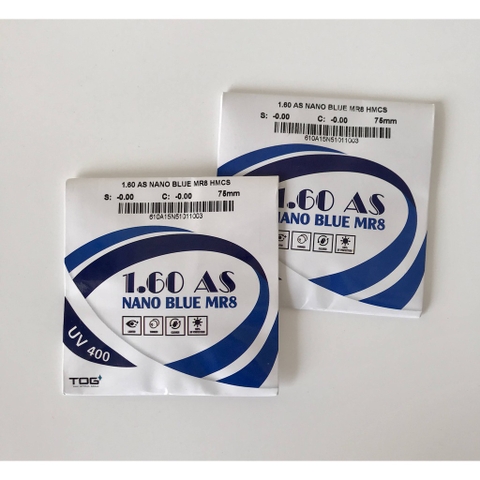 1.60 AS NANO BLUE MR8 HMCS
S: -0.00 C: -0.00 75mm
610A15N51011003
1.60 AS
NANO BLUE MR8
1.60 AS NANO BLUE MR8 HMCS
S: -0.00 C: -0.00 75mm
610A15N51011003
1.60 AS
NANO BLUE MR8
UV 400
TOG